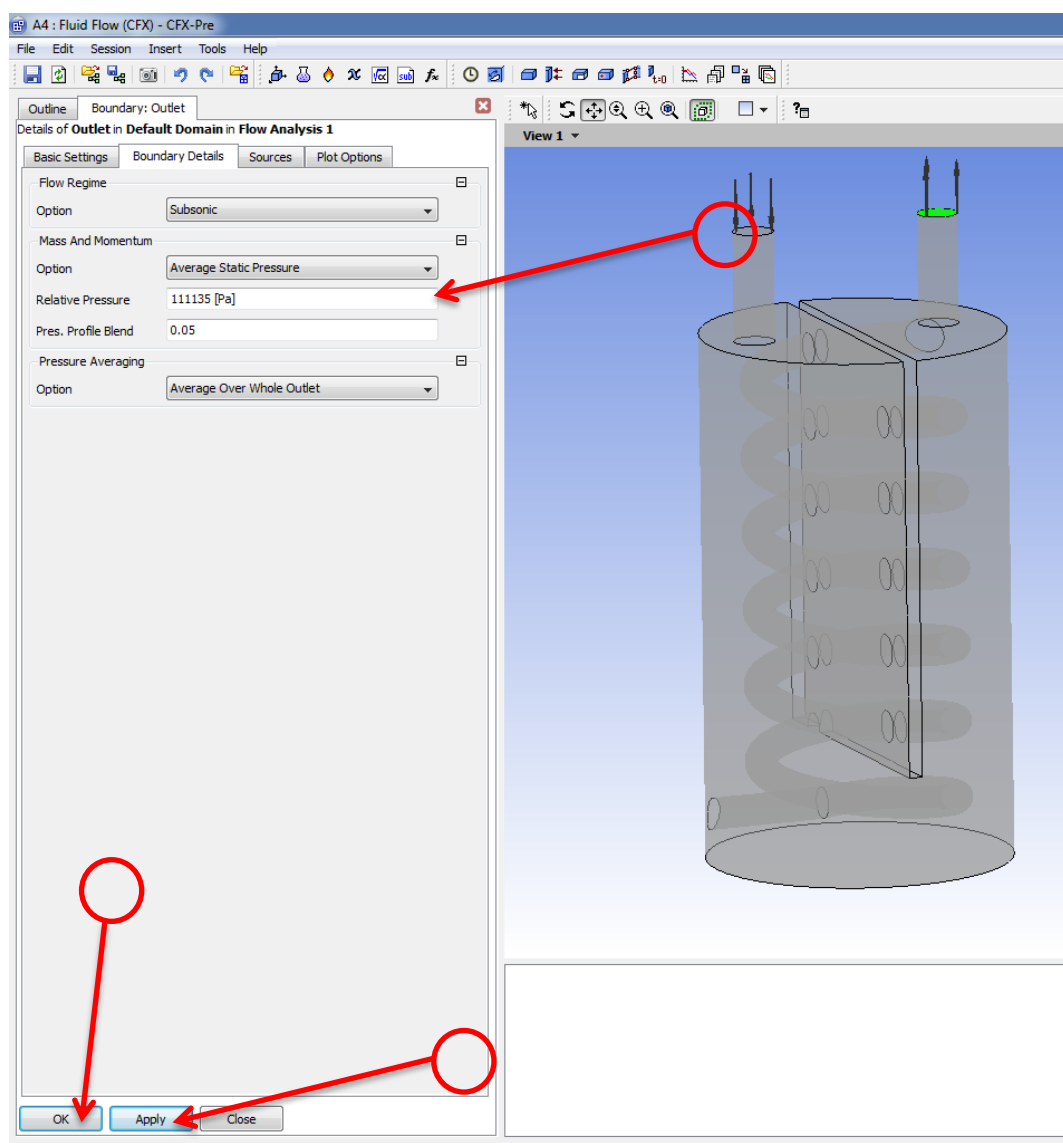 A4 : Fluid Flow (CFX) - CFX-Pre
File Edit Session Insert Tools Help
Outline Boundary: Outlet
Details of Outlet in Default Domain in Flow Analysis 1
Basic Settings Boundary Details Sources Plot Options
Flow Regime
Option Subsonic
Mass And Momentum
Option Average Static Pressure
Relative Pressure 111135 [Pa]
Pres. Profile Blend 0.05
Pressure Averaging
Option Average Over Whole Outlet
OK Apply Close
View 1